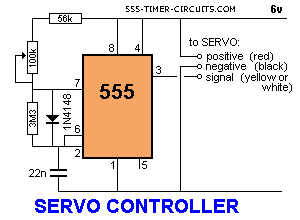 555-TIMER-CIRCUITS.COM
6v
56k
100k
8
4
to SERVO:
positive (red)
negative (black)
signal (yellow or
white)
7
555
3
3M3
1N4148
6
2
22n
1
5
SERVO CONTROLLER